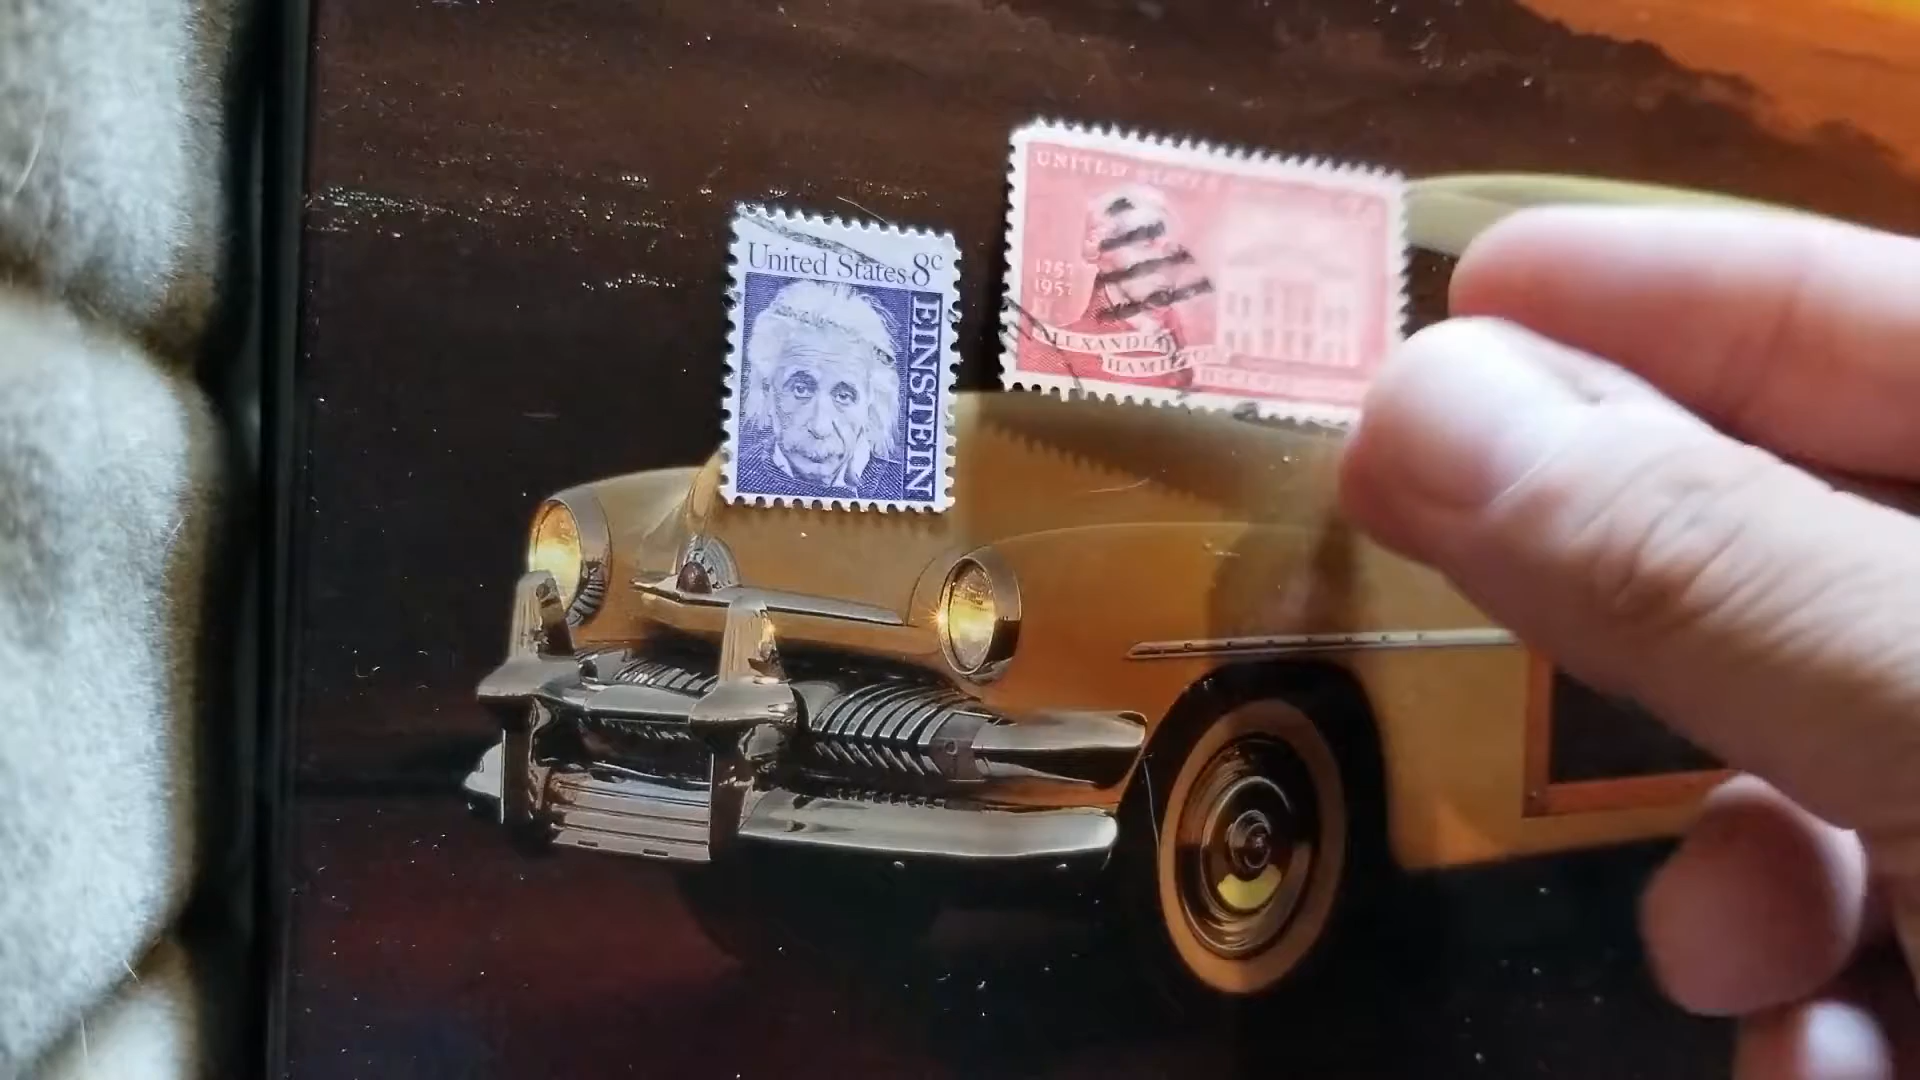 United States 8c
EINSTEIN
UNITED STATES
1757
1957
ALEXANDER
HAMILTON